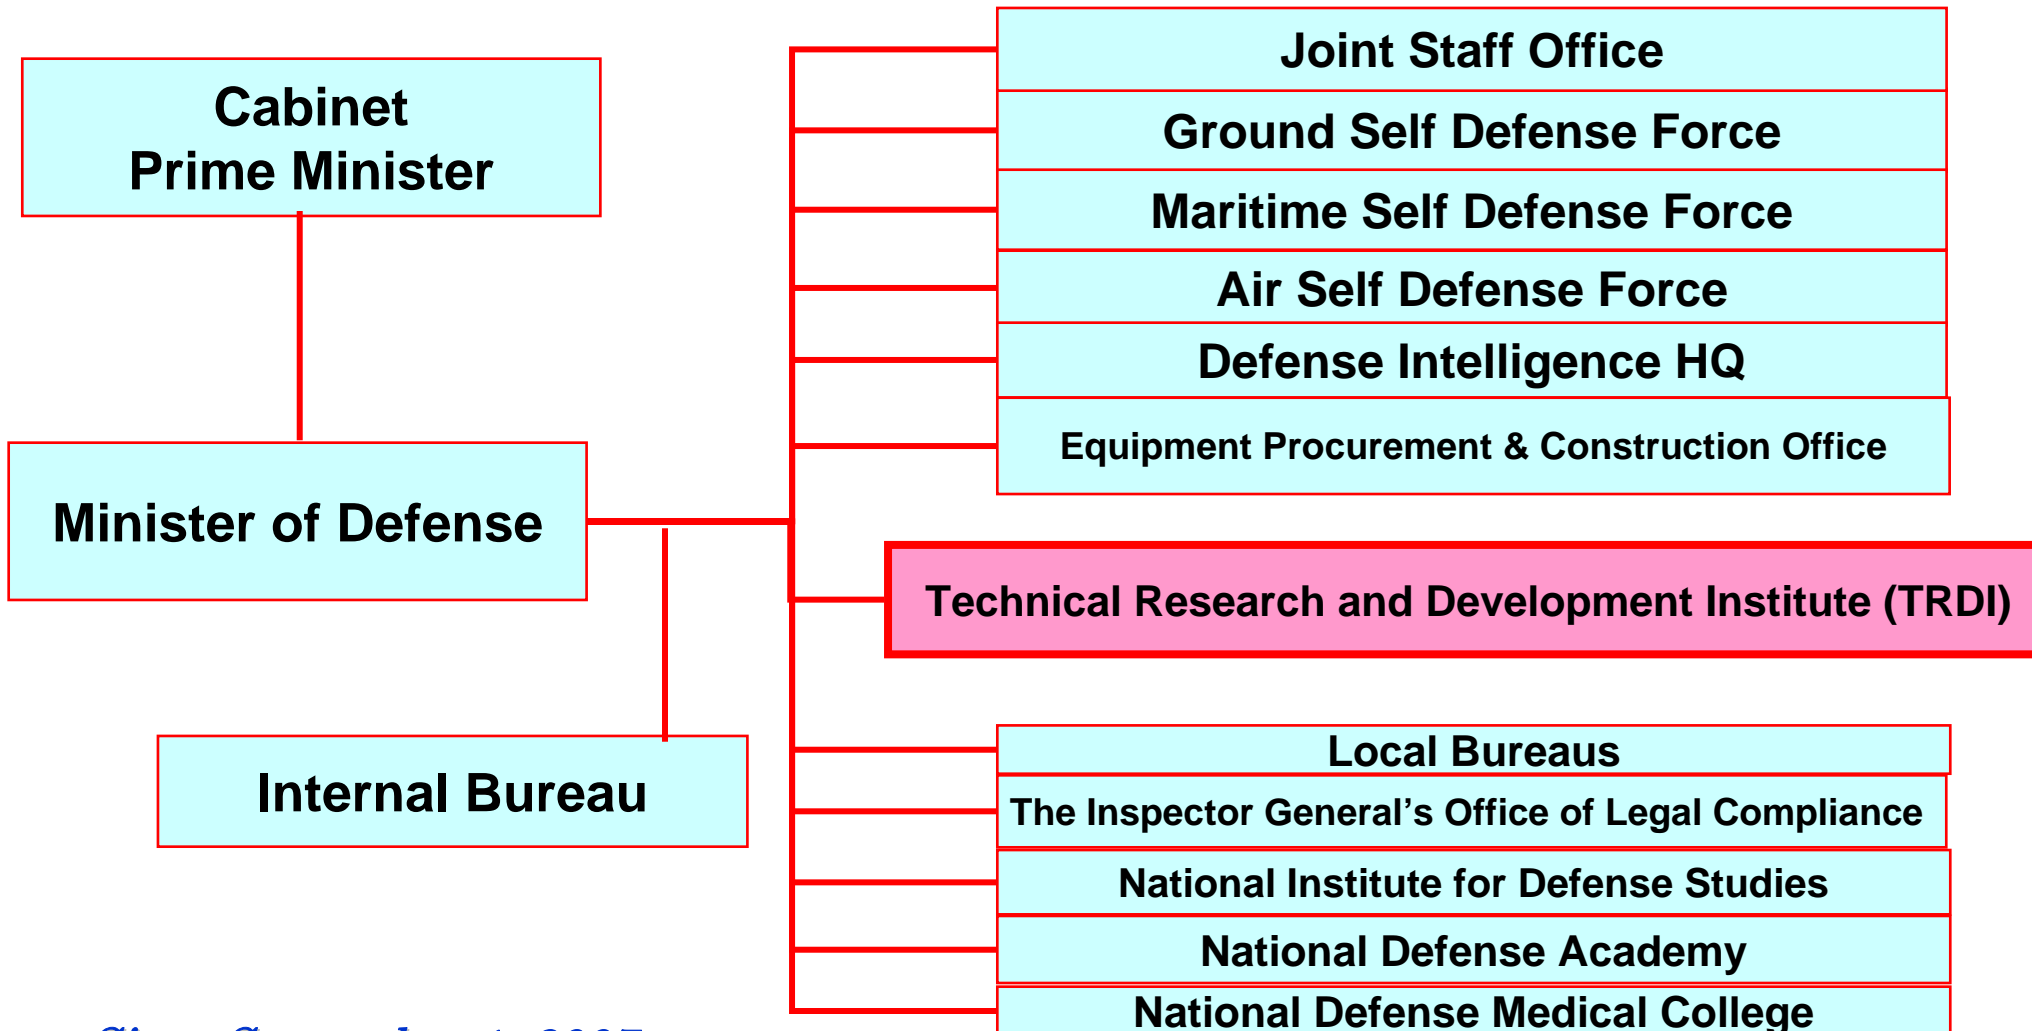 Cabinet
Prime Minister
Minister of Defense
Internal Bureau
Joint Staff Office
Ground Self Defense Force
Maritime Self Defense Force
Air Self Defense Force
Defense Intelligence HQ
Equipment Procurement & Construction Office
Technical Research and Development Institute (TRDI)
Local Bureaus
The Inspector General’s Office of Legal Compliance
National Institute for Defense Studies
National Defense Academy
National Defense Medical College